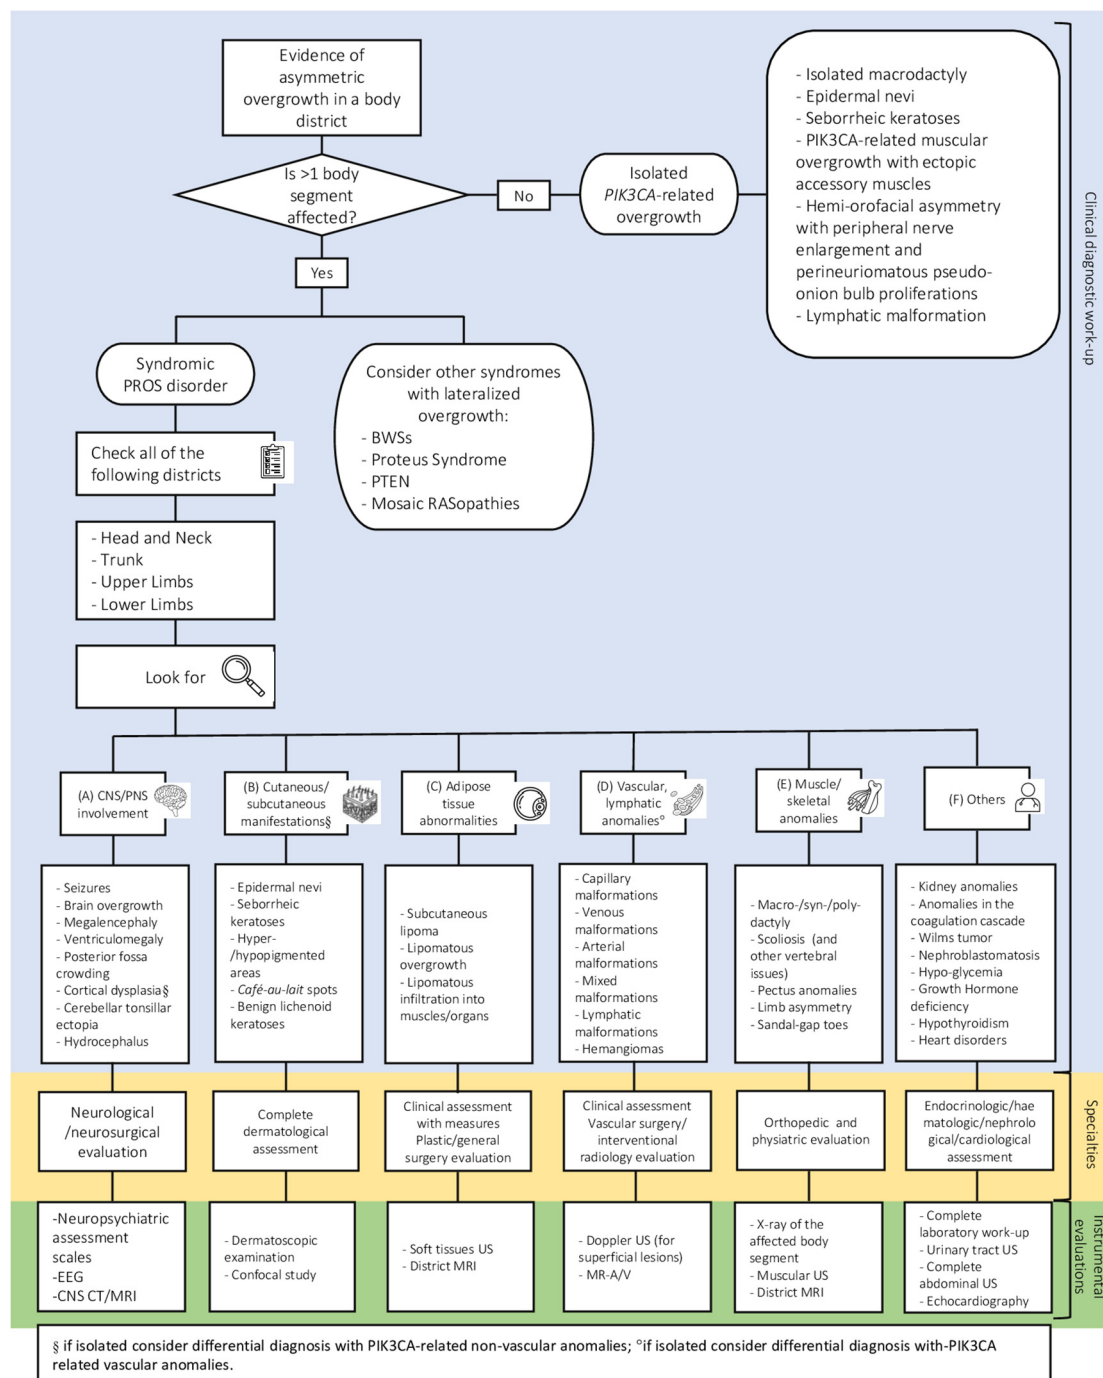 Evidence of
asymmetric
overgrowth in a body
district
Is >1 body
segment
affected?
No
Isolated
PIK3CA-related
overgrowth
- Isolated macrodactyly
- Epidermal nevi
- Seborrheic keratoses
- PIK3CA-related muscular
overgrowth with ectopic
accessory muscles
- Hemi-orofacial asymmetry
with peripheral nerve
enlargement and
perineuriomatous pseudo-
onion bulb proliferations
- Lymphatic malformation
Yes
Syndromic
PROS disorder
Consider other syndromes
with lateralized
overgrowth:
- BWSs
- Proteus Syndrome
- PTEN
- Mosaic RASopathies
Check all of the
following districts
- Head and Neck
- Trunk
- Upper Limbs
- Lower Limbs
Look for
(A) CNS/PNS
involvement
(B) Cutaneous/
subcutaneous
manifestations§
(C) Adipose
tissue
abnormalities
(D) Vascular,
lymphatic
anomalies°
(E) Muscle/
skeletal
anomalies
(F) Others
- Seizures
- Brain overgrowth
- Megalencephaly
- Ventriculomegaly
- Posterior fossa
crowding
- Cortical dysplasia§
- Cerebellar tonsillar
ectopia
- Hydrocephalus
- Epidermal nevi
- Seborrheic
keratoses
- Hyper-
/hypopigmented
areas
- Café-au-lait spots
- Benign lichenoid
keratoses
- Subcutaneous
lipoma
- Lipomatous
overgrowth
- Lipomatous
infiltration into
muscles/organs
- Capillary
malformations
- Venous
malformations
- Arterial
malformations
- Mixed
malformations
- Lymphatic
malformations
- Hemangiomas
- Macro-/syn-/poly-
dactyly
- Scoliosis (and
other vertebral
issues)
- Pectus anomalies
- Limb asymmetry
- Sandal-gap toes
- Kidney anomalies
- Anomalies in the
coagulation cascade
- Wilms tumor
- Nephroblastomatosis
- Hypo-glycemia
- Growth Hormone
deficiency
- Hypothyroidism
- Heart disorders
Clinical diagnostic work-up
Neurological
/neurosurgical
evaluation
Complete
dermatological
assessment
Clinical assessment
with measures
Plastic/general
surgery evaluation
Clinical assessment
Vascular surgery/
interventional
radiology evaluation
Orthopedic and
physiatric evaluation
Endocrinologic/hae
matologic/nephrolo
gical/cardiological
assessment
Specialties
-Neuropsychiatric
assessment
scales
-EEG
-CNS CT/MRI
- Dermatoscopic
examination
- Confocal study
- Soft tissues US
- District MRI
- Doppler US (for
superficial lesions)
- MR-A/V
- X-ray of the
affected body
segment
- Muscular US
- District MRI
- Complete
laboratory work-up
- Urinary tract US
- Complete
abdominal US
- Echocardiography
Instrumental
evaluations
§ if isolated consider differential diagnosis with PIK3CA-related non-vascular anomalies; °if isolated consider differential diagnosis with-PIK3CA
related vascular anomalies.